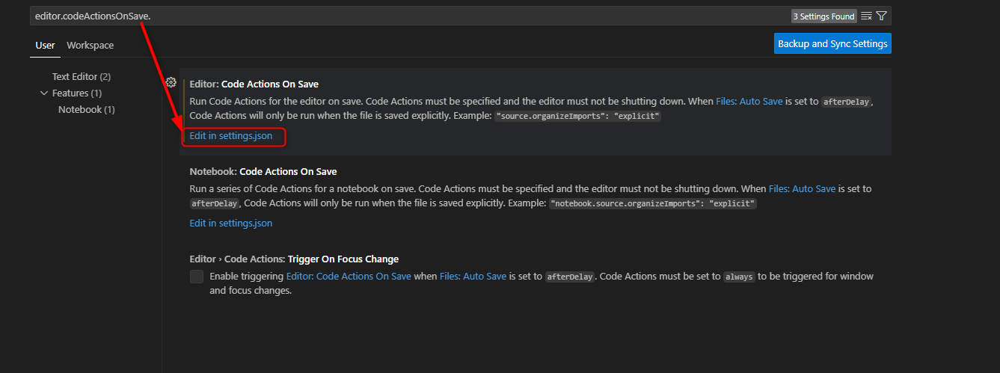 editor.codeActionsOnSave.
3 Settings Found
User
Workspace
Backup and Sync Settings
Text Editor (2)
Features (1)
Notebook (1)
Editor: Code Actions On Save
Run Code Actions for the editor on save. Code Actions must be specified and the editor must not be shutting down. When Files: Auto Save is set to afterDelay,
Code Actions will only be run when the file is saved explicitly. Example: "source.organizeImports": "explicit"
Edit in settings.json
Notebook: Code Actions On Save
Run a series of Code Actions for a notebook on save. Code Actions must be specified and the editor must not be shutting down. When Files: Auto Save is set to
afterDelay, Code Actions will only be run when the file is saved explicitly. Example: "notebook.source.organizeImports": "explicit"
Edit in settings.json
Editor › Code Actions: Trigger On Focus Change
Enable triggering Editor: Code Actions On Save when Files: Auto Save is set to afterDelay. Code Actions must be set to always to be triggered for window
and focus changes.